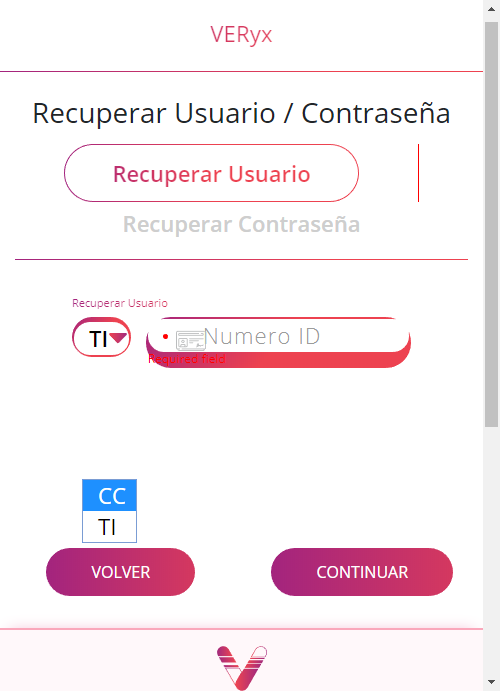 VERyx
Recuperar Usuario / Contraseña
Recuperar Usuario
Recuperar Contraseña
Recuperar Usuario
TI
Numero ID
Required field
CC
TI
VOLVER
CONTINUAR